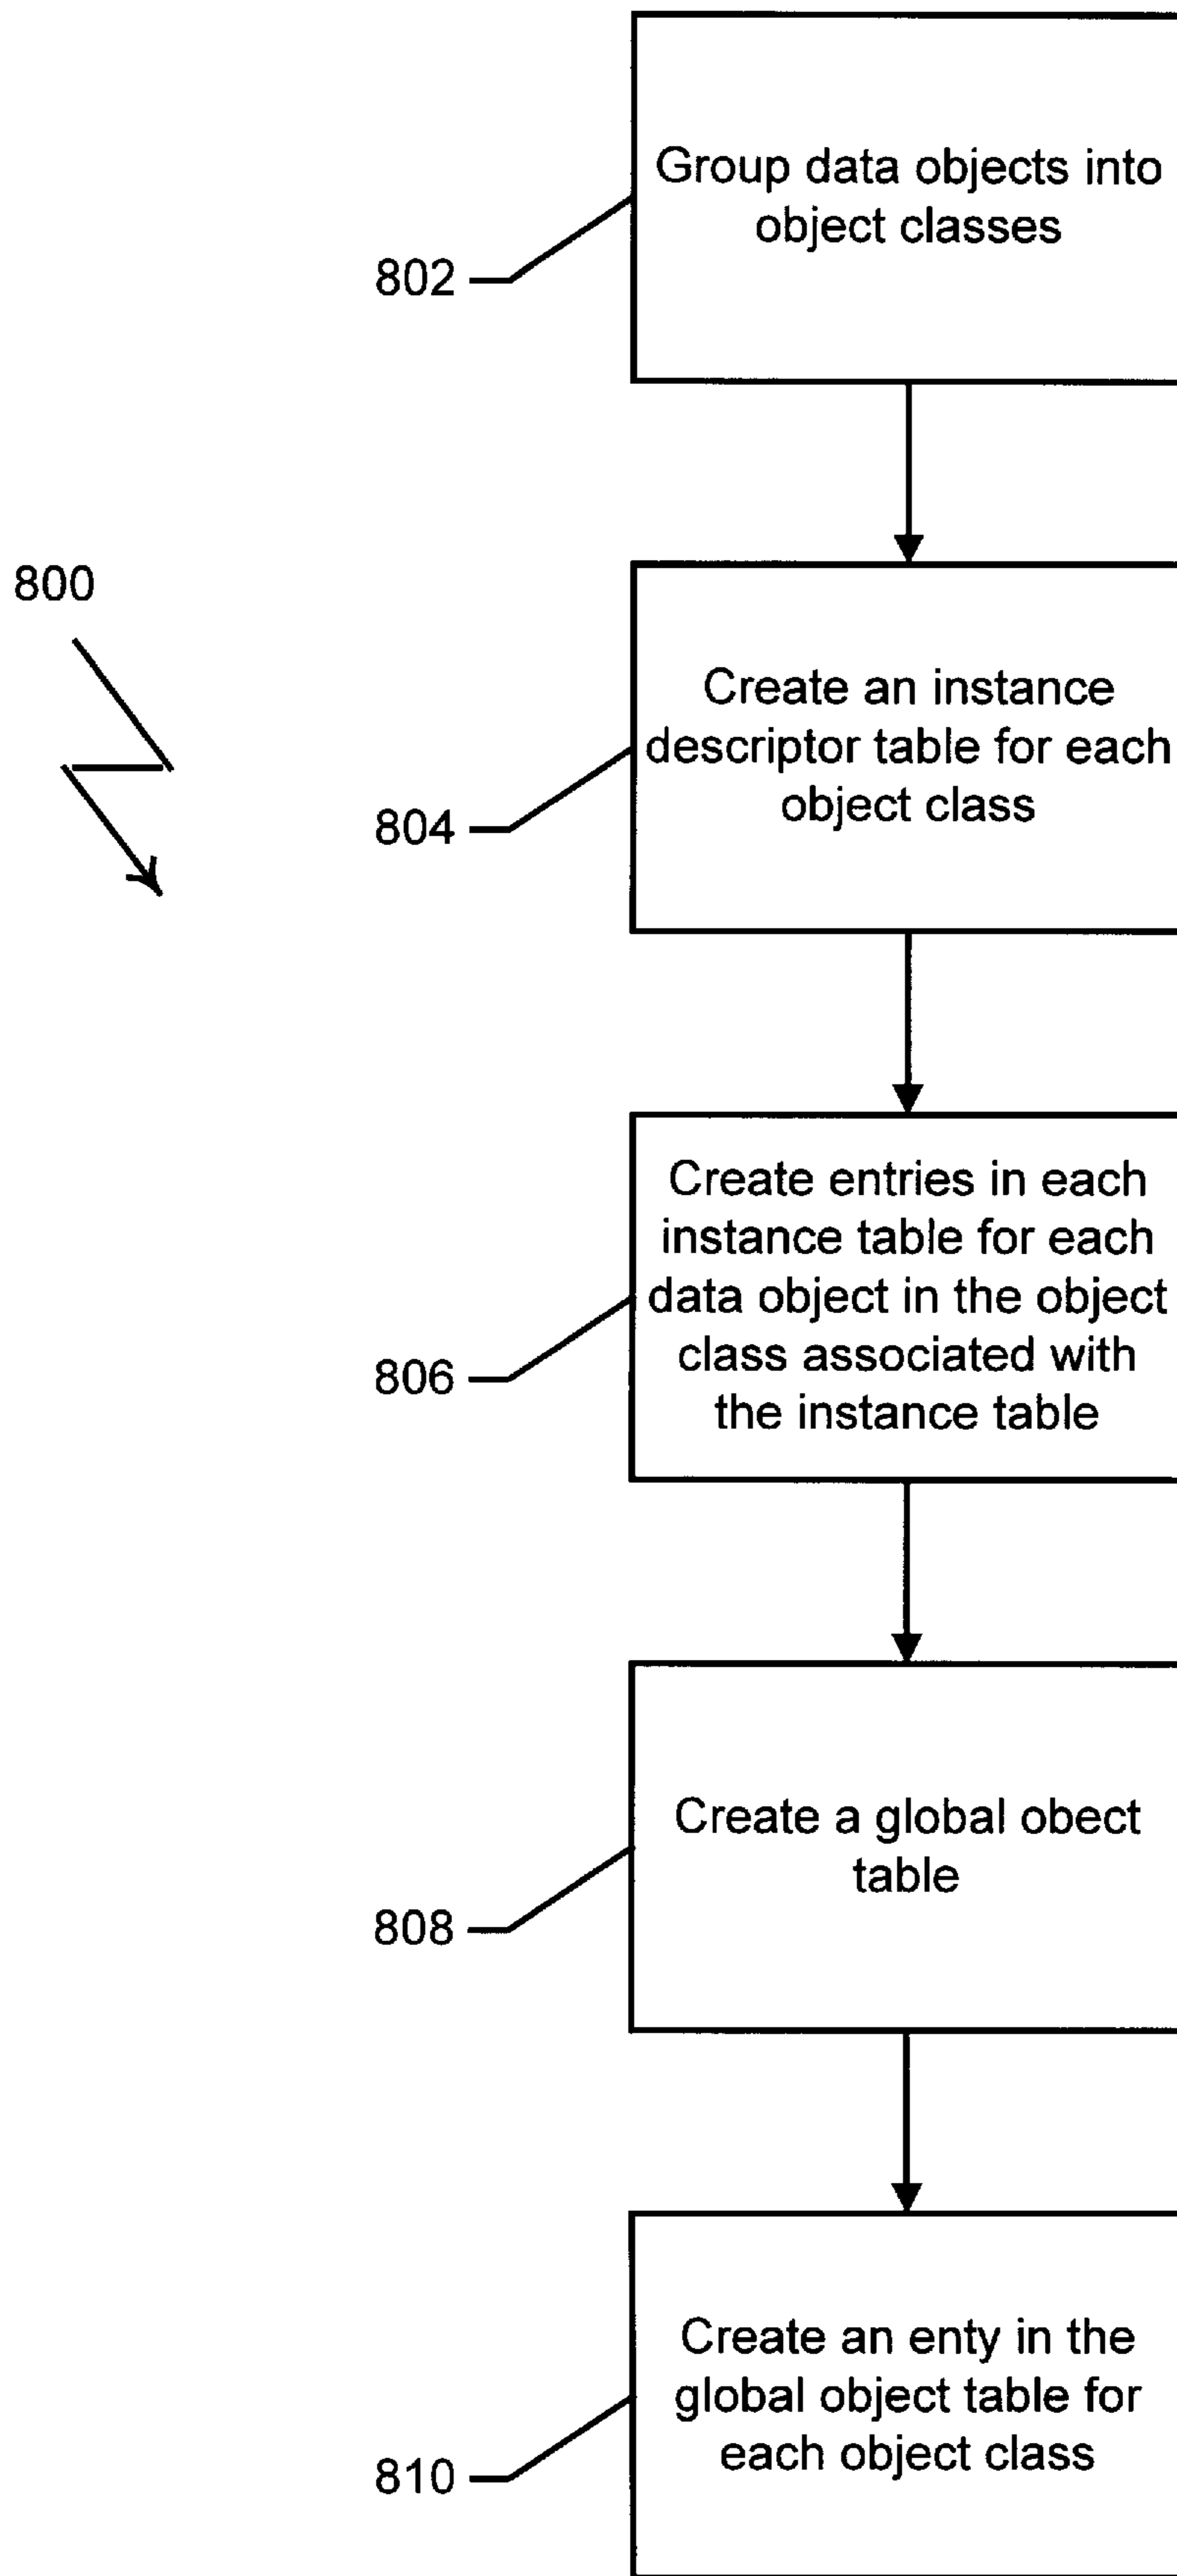 Group data objects into
object classes
802
800
Create an instance
descriptor table for each
object class
804
Create entries in each
instance table for each
data object in the object
class associated with
the instance table
806
Create a global obect
table
808
Create an enty in the
global object table for
each object class
810